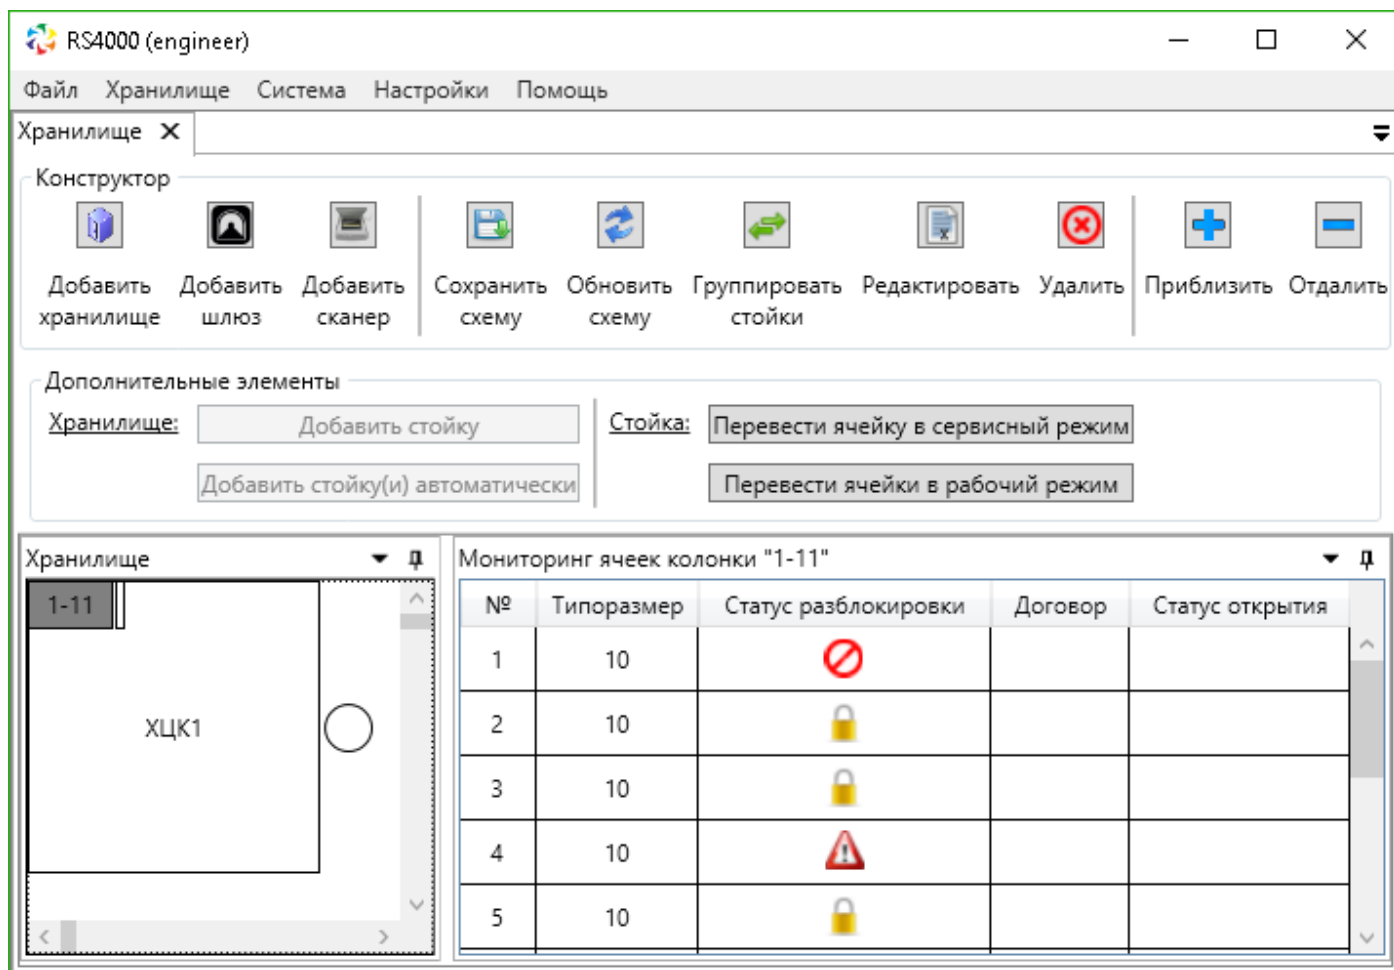 RS4000 (engineer)
Файл Хранилище Система Настройки Помощь
Хранилище
Конструктор
Добавить хранилище
Добавить шлюз
Добавить сканер
Сохранить схему
Обновить схему
Группировать стойки
Редактировать
Удалить
Приблизить
Отдалить
Дополнительные элементы
Хранилище:
Добавить стойку
Добавить стойку(и) автоматически
Стойка:
Перевести ячейку в сервисный режим
Перевести ячейки в рабочий режим
Хранилище
1-11
ХЦК1
Мониторинг ячеек колонки "1-11"
№ Типоразмер Статус разблокировки Договор Статус открытия
1 10
2 10
3 10
4 10
5 10